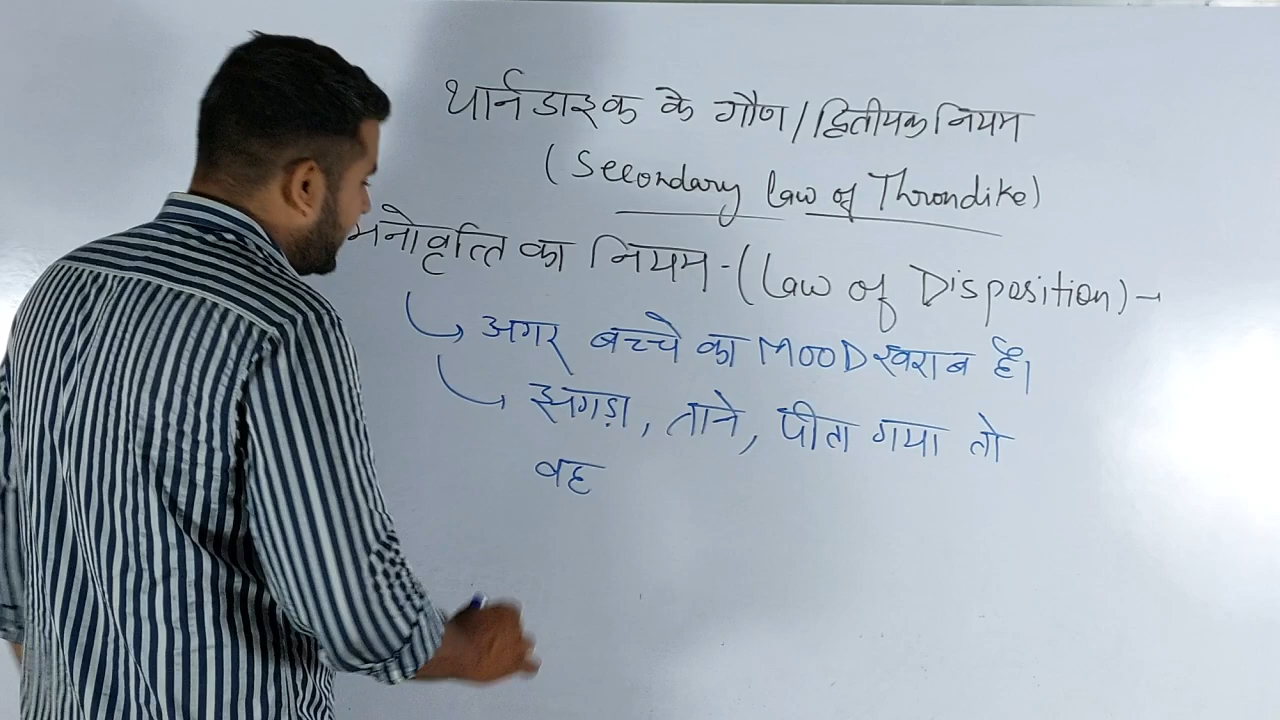 थार्नडाइक के गौण/द्वितीयक नियम
(Secondary law of Throndike)
मनोवृत्ति का नियम-(Law of Disposition)-
अगर बच्चे का MOOD खराब है।
झगड़ा, ताने, पीता गया तो
वह